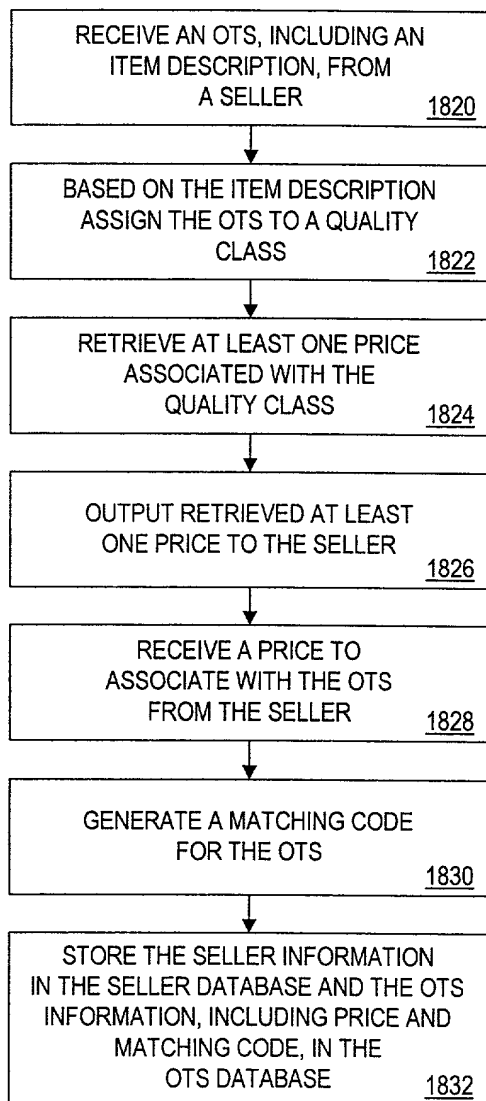 RECEIVE AN OTS, INCLUDING AN
ITEM DESCRIPTION, FROM
A SELLER
1820
BASED ON THE ITEM DESCRIPTION
ASSIGN THE OTS TO A QUALITY
CLASS
1822
RETRIEVE AT LEAST ONE PRICE
ASSOCIATED WITH THE
QUALITY CLASS
1824
OUTPUT RETRIEVED AT LEAST
ONE PRICE TO THE SELLER
1826
RECEIVE A PRICE TO
ASSOCIATE WITH THE OTS
FROM THE SELLER
1828
GENERATE A MATCHING CODE
FOR THE OTS
1830
STORE THE SELLER INFORMATION
IN THE SELLER DATABASE AND THE OTS
INFORMATION, INCLUDING PRICE AND
MATCHING CODE, IN THE
OTS DATABASE
1832